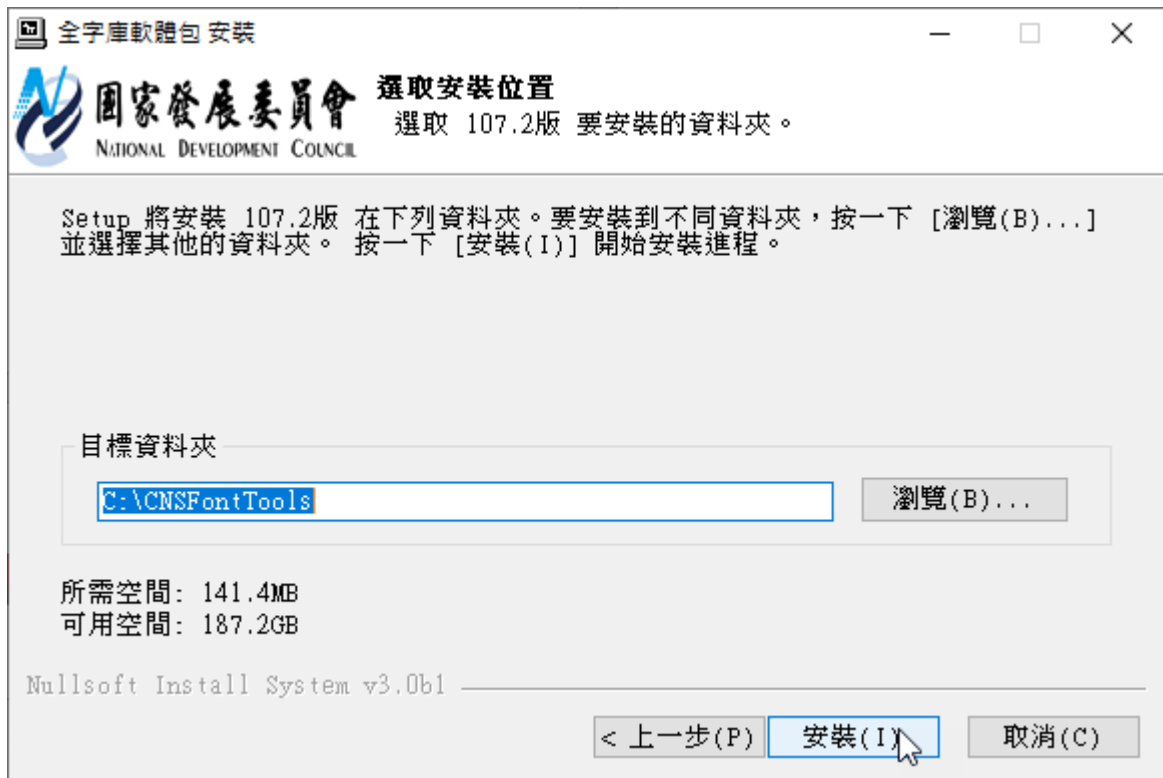 全字庫軟體包 安裝
國家發展委員會
NATIONAL DEVELOPMENT COUNCIL
選取安裝位置
選取 107.2版 要安裝的資料夾。
Setup 將安裝 107.2版 在下列資料夾。要安裝到不同資料夾，按一下 [瀏覽(B)...]
並選擇其他的資料夾。 按一下 [安裝(I)] 開始安裝進程。
目標資料夾
C:\CNSFontTools
瀏覽(B)...
所需空間: 141.4MB
可用空間: 187.2GB
Nullsoft Install System v3.0b1
< 上一步(P)
安裝(I)
取消(C)